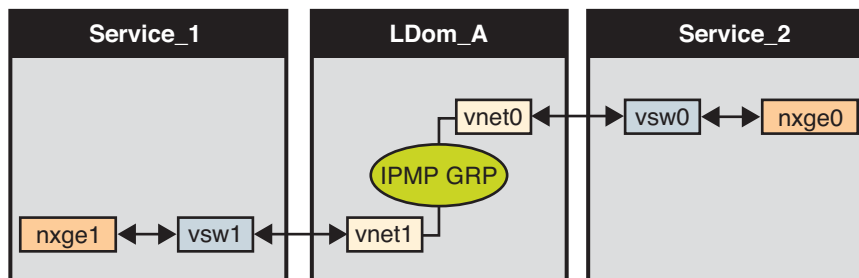 Service_1
LDom_A
Service_2
vnet0
vsw0
nxge0
IPMP GRP
nxge1
vsw1
vnet1